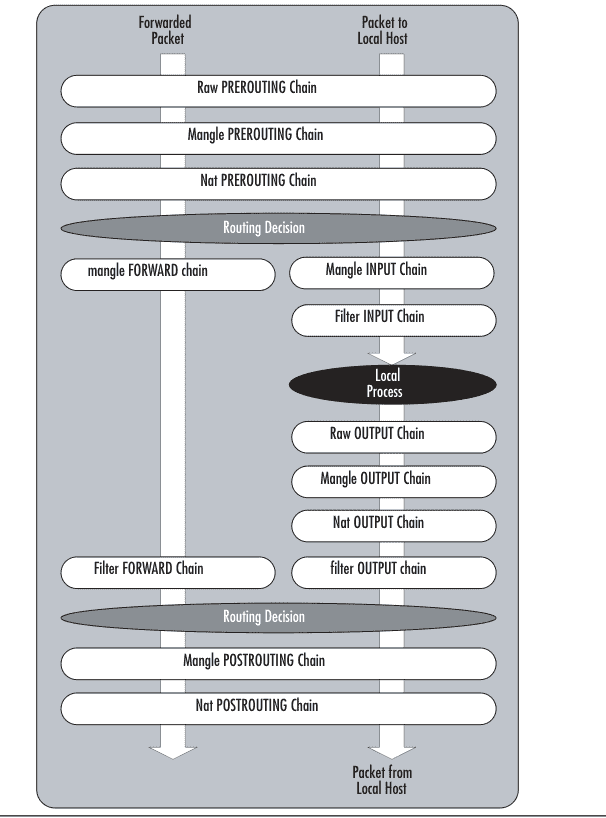 Forwarded
Packet
Packet to
Local Host
Raw PREROUTING Chain
Mangle PREROUTING Chain
Nat PREROUTING Chain
Routing Decision
mangle FORWARD chain
Mangle INPUT Chain
Filter INPUT Chain
Local
Process
Raw OUTPUT Chain
Mangle OUTPUT Chain
Nat OUTPUT Chain
Filter FORWARD Chain
filter OUTPUT chain
Routing Decision
Mangle POSTROUTING Chain
Nat POSTROUTING Chain
Packet from
Local Host